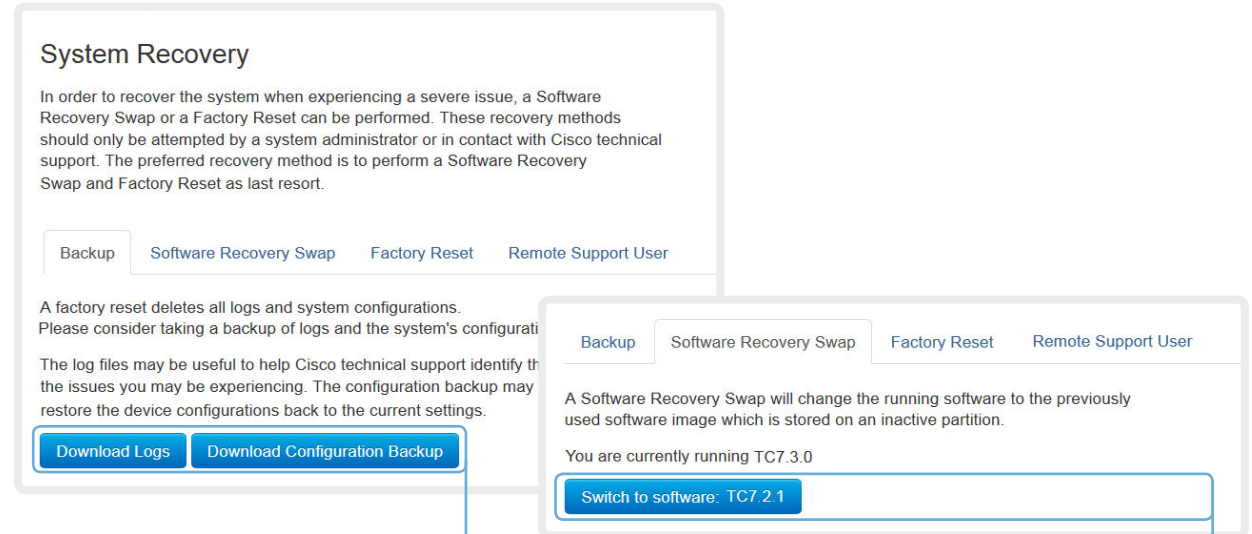 System Recovery
In order to recover the system when experiencing a severe issue, a Software
Recovery Swap or a Factory Reset can be performed. These recovery methods
should only be attempted by a system administrator or in contact with Cisco technical
support. The preferred recovery method is to perform a Software Recovery
Swap and Factory Reset as last resort.
Backup Software Recovery Swap Factory Reset Remote Support User
A factory reset deletes all logs and system configurations.
Please consider taking a backup of logs and the system's configurati
The log files may be useful to help Cisco technical support identify th
the issues you may be experiencing. The configuration backup may
restore the device configurations back to the current settings.
Download Logs Download Configuration Backup
Backup Software Recovery Swap Factory Reset Remote Support User
A Software Recovery Swap will change the running software to the previously
used software image which is stored on an inactive partition.
You are currently running TC7.3.0
Switch to software: TC7.2.1